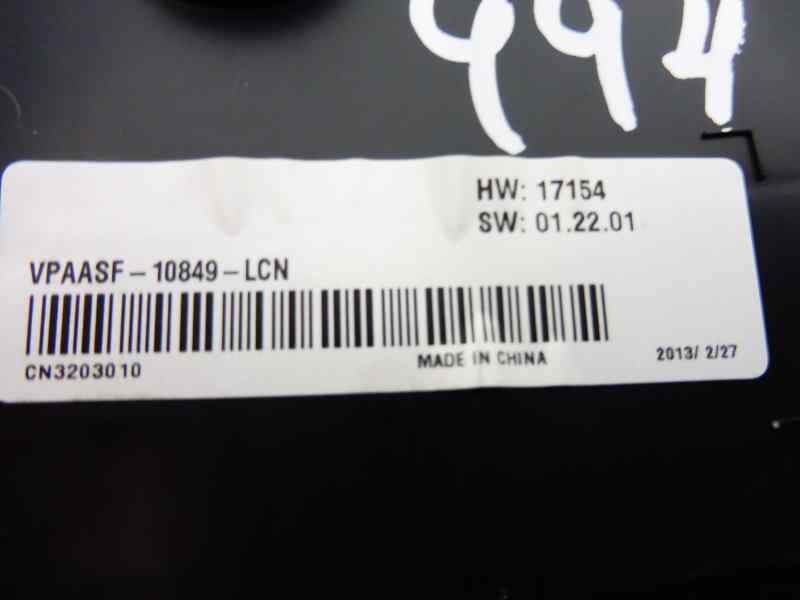 994
HW: 17154
SW: 01.22.01
VPAASF-10849-LCN
CN3203010
MADE IN CHINA
2013/ 2/27